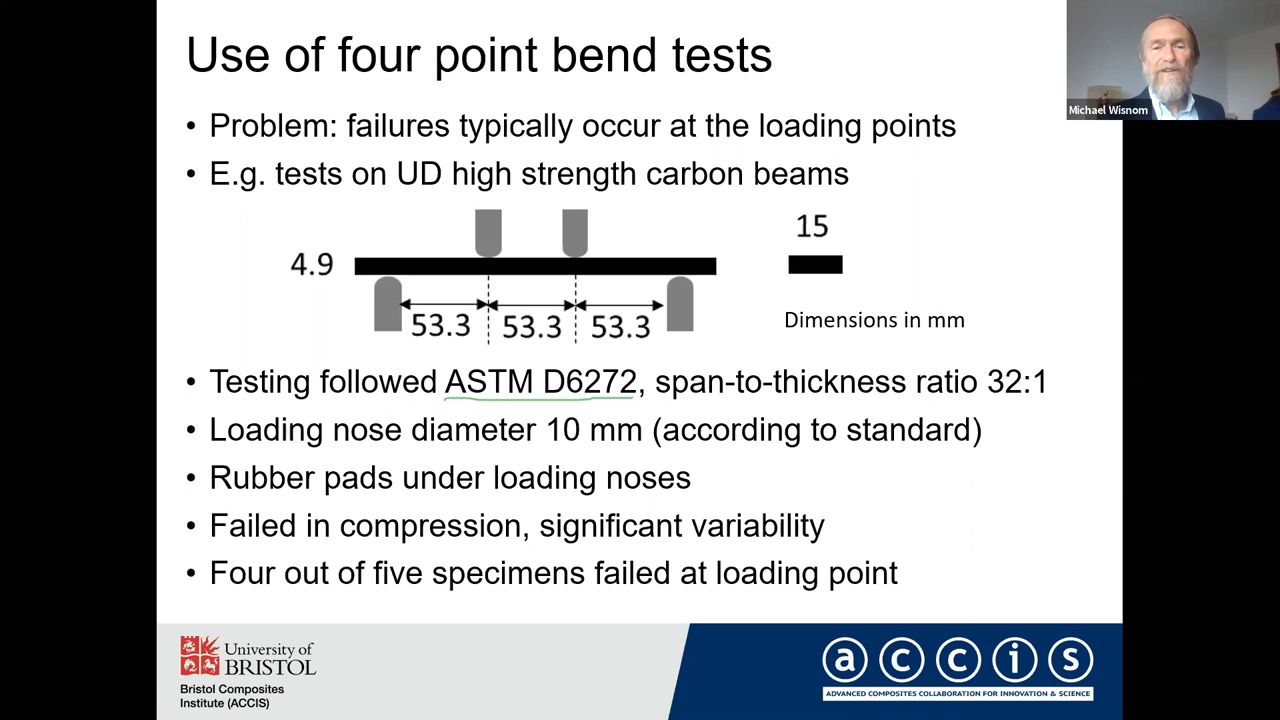 Use of four point bend tests
Michael Wisnom
• Problem: failures typically occur at the loading points
• E.g. tests on UD high strength carbon beams
15
4.9
53.3 53.3 53.3
Dimensions in mm
• Testing followed ASTM D6272, span-to-thickness ratio 32:1
• Loading nose diameter 10 mm (according to standard)
• Rubber pads under loading noses
• Failed in compression, significant variability
• Four out of five specimens failed at loading point
University of
BRISTOL
Bristol Composites
Institute (ACCIS)
accis
ADVANCED COMPOSITES COLLABORATION FOR INNOVATION & SCIENCE